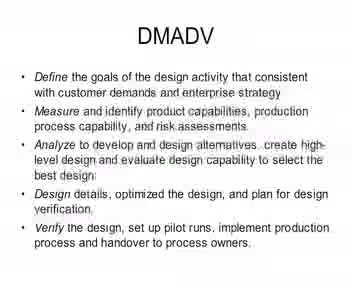 DMADV
• Define the goals of the design activity that consistent
with customer demands and enterprise strategy
• Measure and identify product capabilities, production
process capability, and risk assessments.
• Analyze to develop and design alternatives. create high-
level design and evaluate design capability to select the
best design.
• Design details, optimized the design, and plan for design
verification.
• Verify the design, set up pilot runs. implement production
process and handover to process owners.